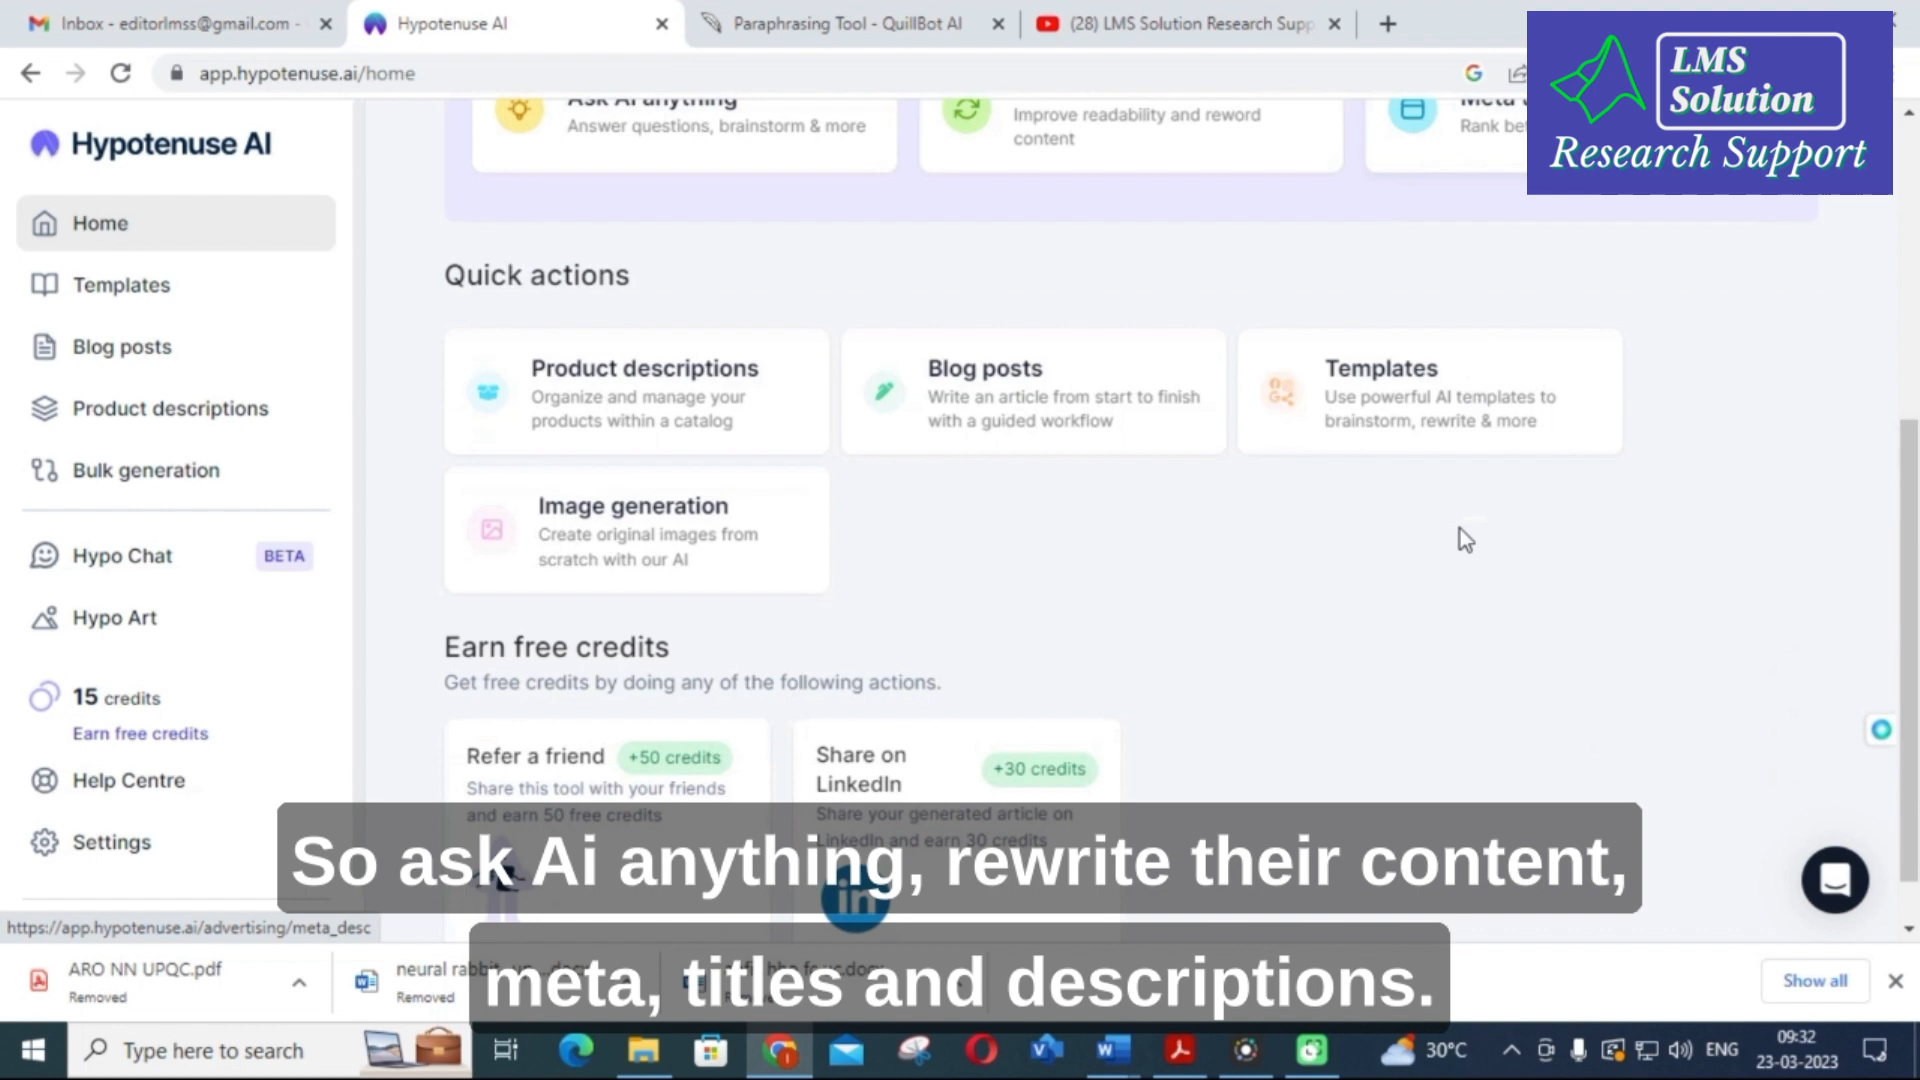 Inbox - editorlmss@gmail.com -
Hypotenuse AI
Paraphrasing Tool - QuillBot AI
(28) LMS Solution Research Supp
app.hypotenuse.ai/home
LMS
Solution
Research Support
Hypotenuse AI
Home
Templates
Blog posts
Product descriptions
Bulk generation
Hypo Chat
BETA
Hypo Art
15 credits
Earn free credits
Help Centre
Settings
Ask AI anything
Answer questions, brainstorm & more
Improve readability and reword
content
Quick actions
Product descriptions
Organize and manage your
products within a catalog
Blog posts
Write an article from start to finish
with a guided workflow
Templates
Use powerful AI templates to
brainstorm, rewrite & more
Image generation
Create original images from
scratch with our AI
Earn free credits
Get free credits by doing any of the following actions.
Refer a friend
+50 credits
Share this tool with your friends
and earn 50 free credits
Share on
LinkedIn
+30 credits
Share your generated article on
LinkedIn and earn 30 credits
So ask Ai anything, rewrite their content,
meta, titles and descriptions.
https://app.hypotenuse.ai/advertising/meta_desc
ARO NN UPQC.pdf
Removed
neural
Removed
Show all
Type here to search
30°C
ENG
09:32
23-03-2023